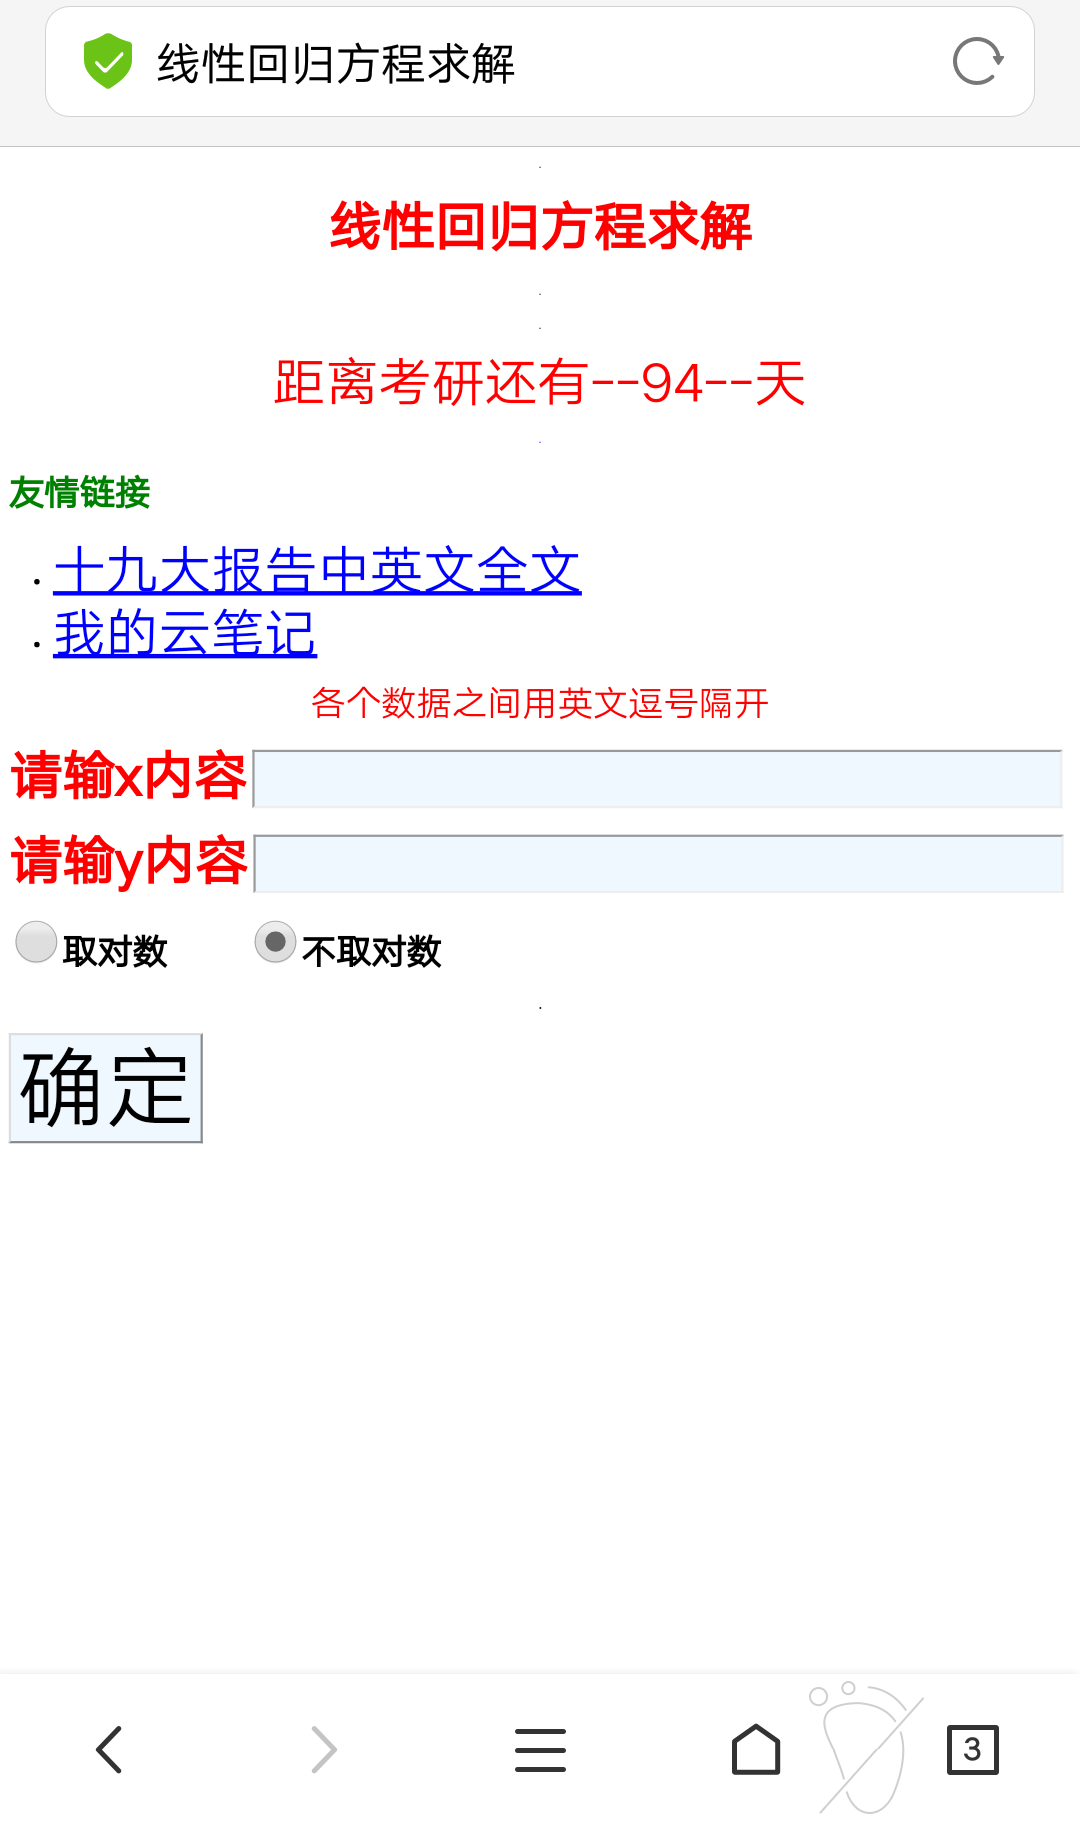 线性回归方程求解
线性回归方程求解
距离考研还有--94--天
友情链接
十九大报告中英文全文
我的云笔记
各个数据之间用英文逗号隔开
请输x内容
请输y内容
取对数 不取对数
确定
3